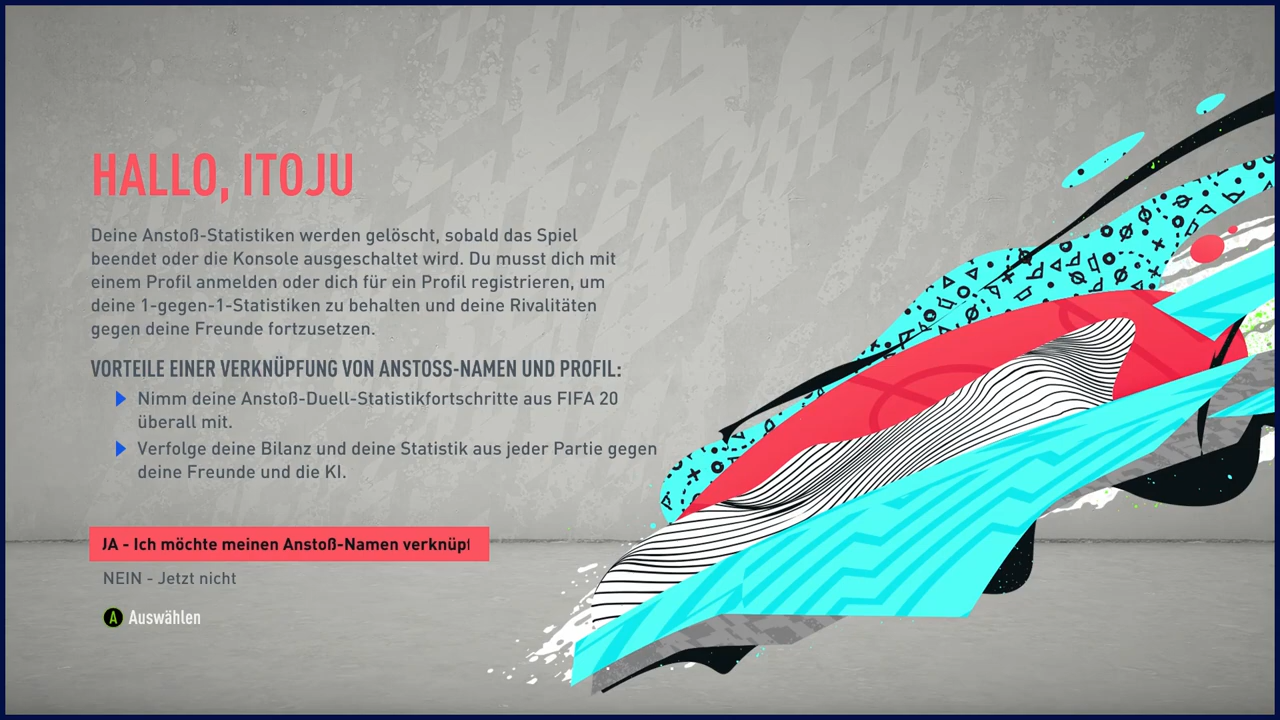 HALLO, ITOJU
Deine Anstoß-Statistiken werden gelöscht, sobald das Spiel
beendet oder die Konsole ausgeschaltet wird. Du musst dich mit
einem Profil anmelden oder dich für ein Profil registrieren, um
deine 1-gegen-1-Statistiken zu behalten und deine Rivalitäten
gegen deine Freunde fortzusetzen.
VORTEILE EINER VERKNÜPFUNG VON ANSTOSS-NAMEN UND PROFIL:
Nimm deine Anstoß-Duell-Statistikfortschritte aus FIFA 20
überall mit.
Verfolge deine Bilanz und deine Statistik aus jeder Partie gegen
deine Freunde und die KI.
JA - Ich möchte meinen Anstoß-Namen verknüpf
NEIN - Jetzt nicht
A Auswählen